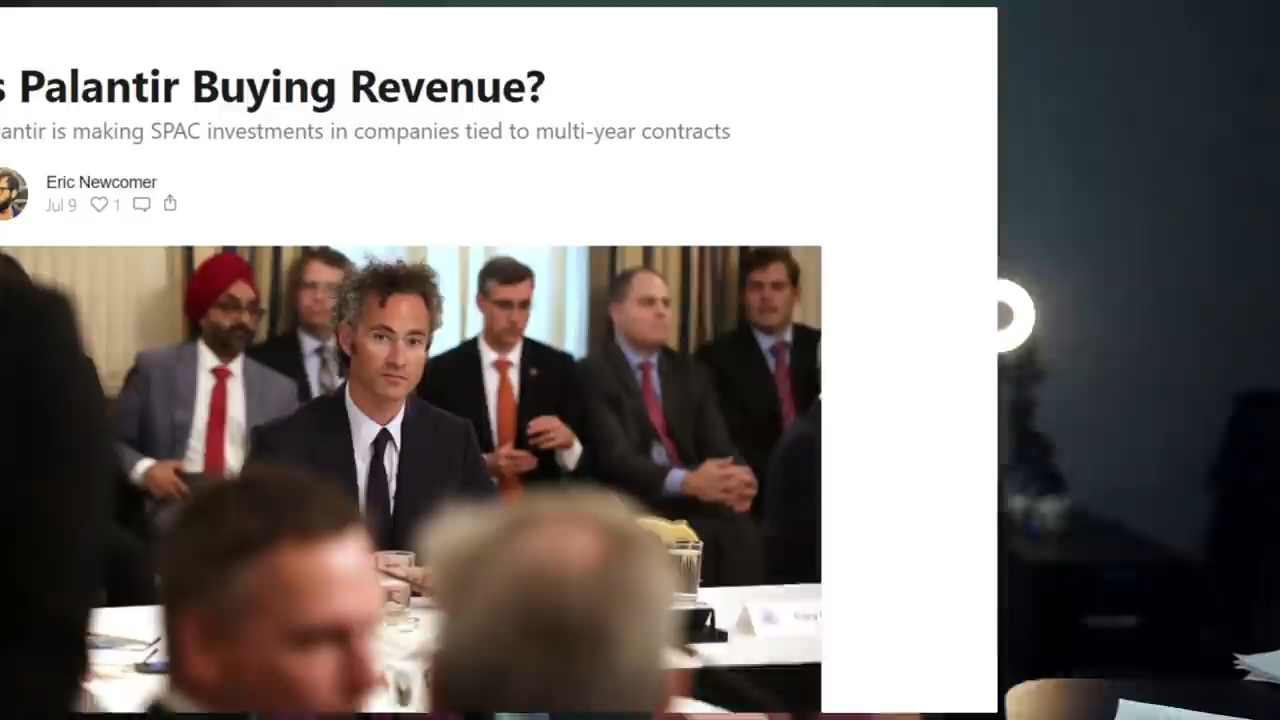 s Palantir Buying Revenue?
antir is making SPAC investments in companies tied to multi-year contracts
Eric Newcomer
Jul 9 1